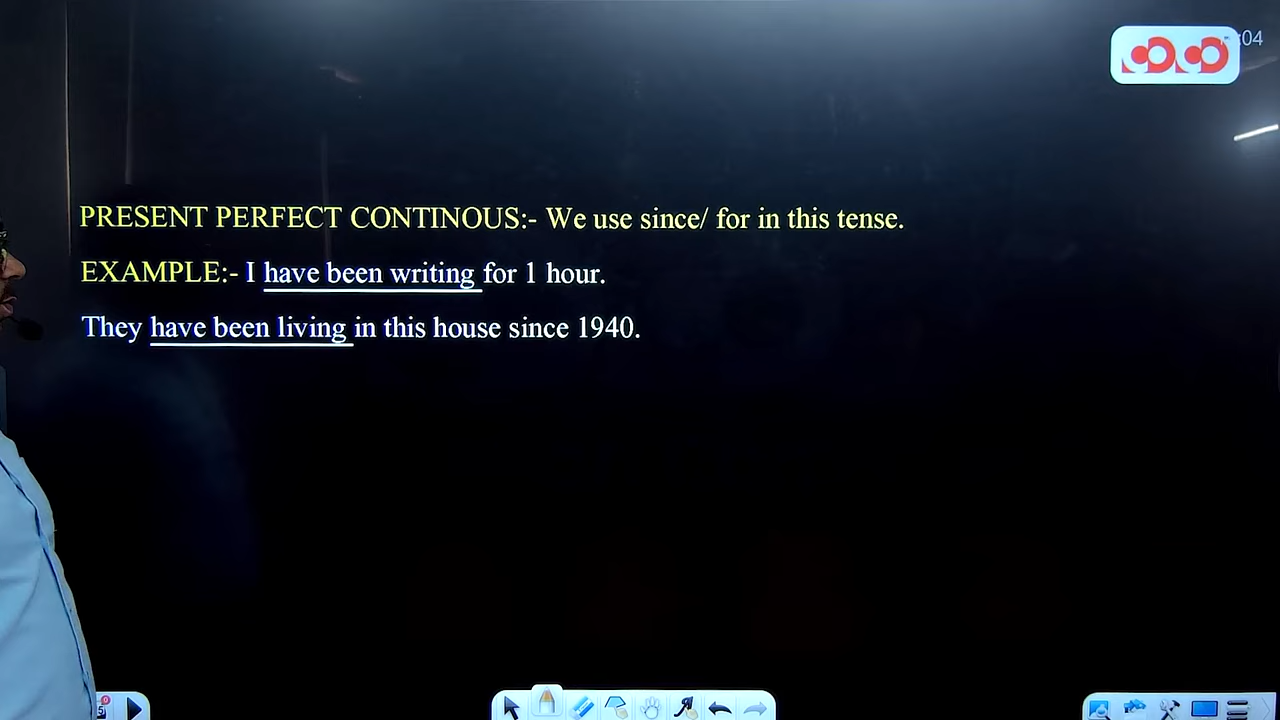 :04
PRESENT PERFECT CONTINOUS:- We use since/ for in this tense.
EXAMPLE:- I have been writing for 1 hour.
They have been living in this house since 1940.